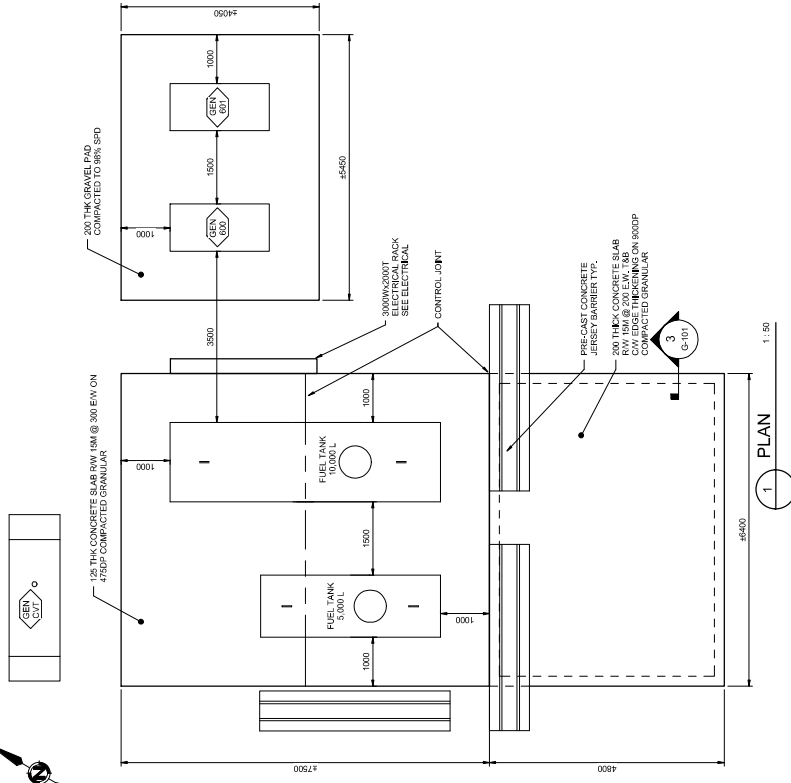 ±4050
1000
GEN
601
200 THK GRAVEL PAD
COMPACTED TO 98% SPD
1500
±5450
1000
GEN
600
3500
3000Wx2000T
ELECTRICAL RACK
SEE ELECTRICAL
CONTROL JOINT
125 THK CONCRETE SLAB R/W 15M @ 300 E/W ON
475DP COMPACTED GRANULAR
1000
1000
FUEL TANK
10,000 L
1500
FUEL TANK
5,000 L
1000
1000
GEN
CVT
N
±7500
4800
PRE-CAST CONCRETE
JERSEY BARRIER TYP.
200 THICK CONCRETE SLAB
R/W 15M @ 200 E.W. T&B
C/W EDGE THICKENING ON 900DP
COMPACTED GRANULAR
3
G-101
±6400
1
PLAN
1 : 50